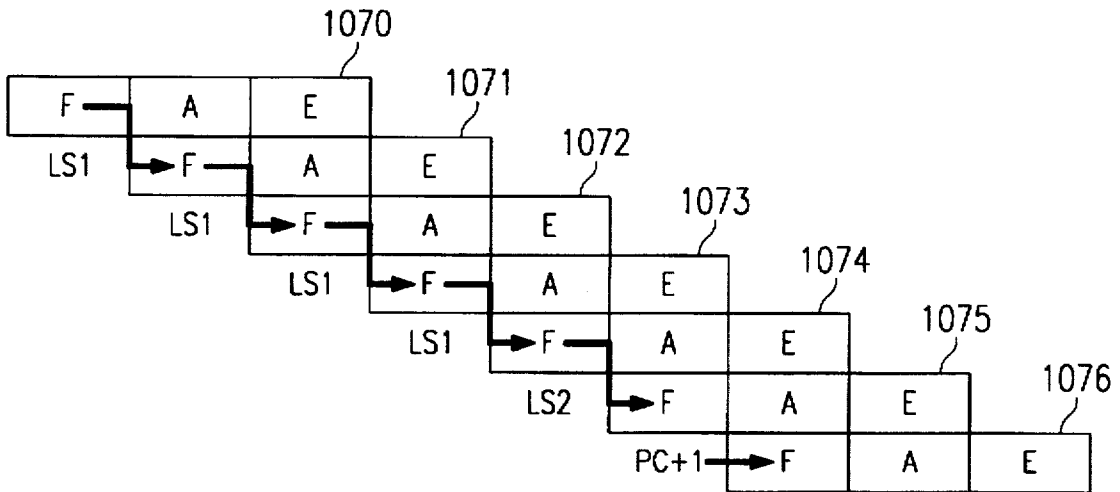 1070
F A E
1071
LS1 F A E
1072
LS1 F A E
1073
LS1 F A E
1074
LS1 F A E
1075
LS2 F A E
1076
PC+1 F A E